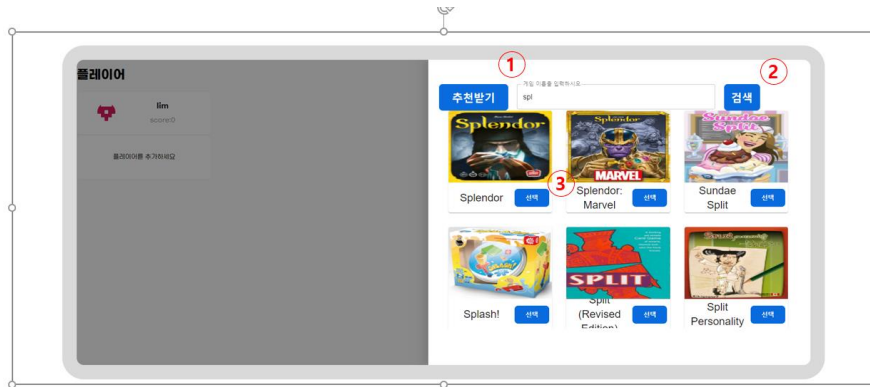 플레이어
lim
score:0
플레이어를 추가하세요
1
2
추천받기
게임 이름을 입력하시오
spl
검색
Splendor
Splendor
MARVEL
Sundae
Split
3
Splendor
선택
Splendor:
Marvel
선택
Sundae
Split
선택
SPLASH!
SPLIT
Splash!
선택
Split
(Revised
Edition)
선택
Split
Personality
선택